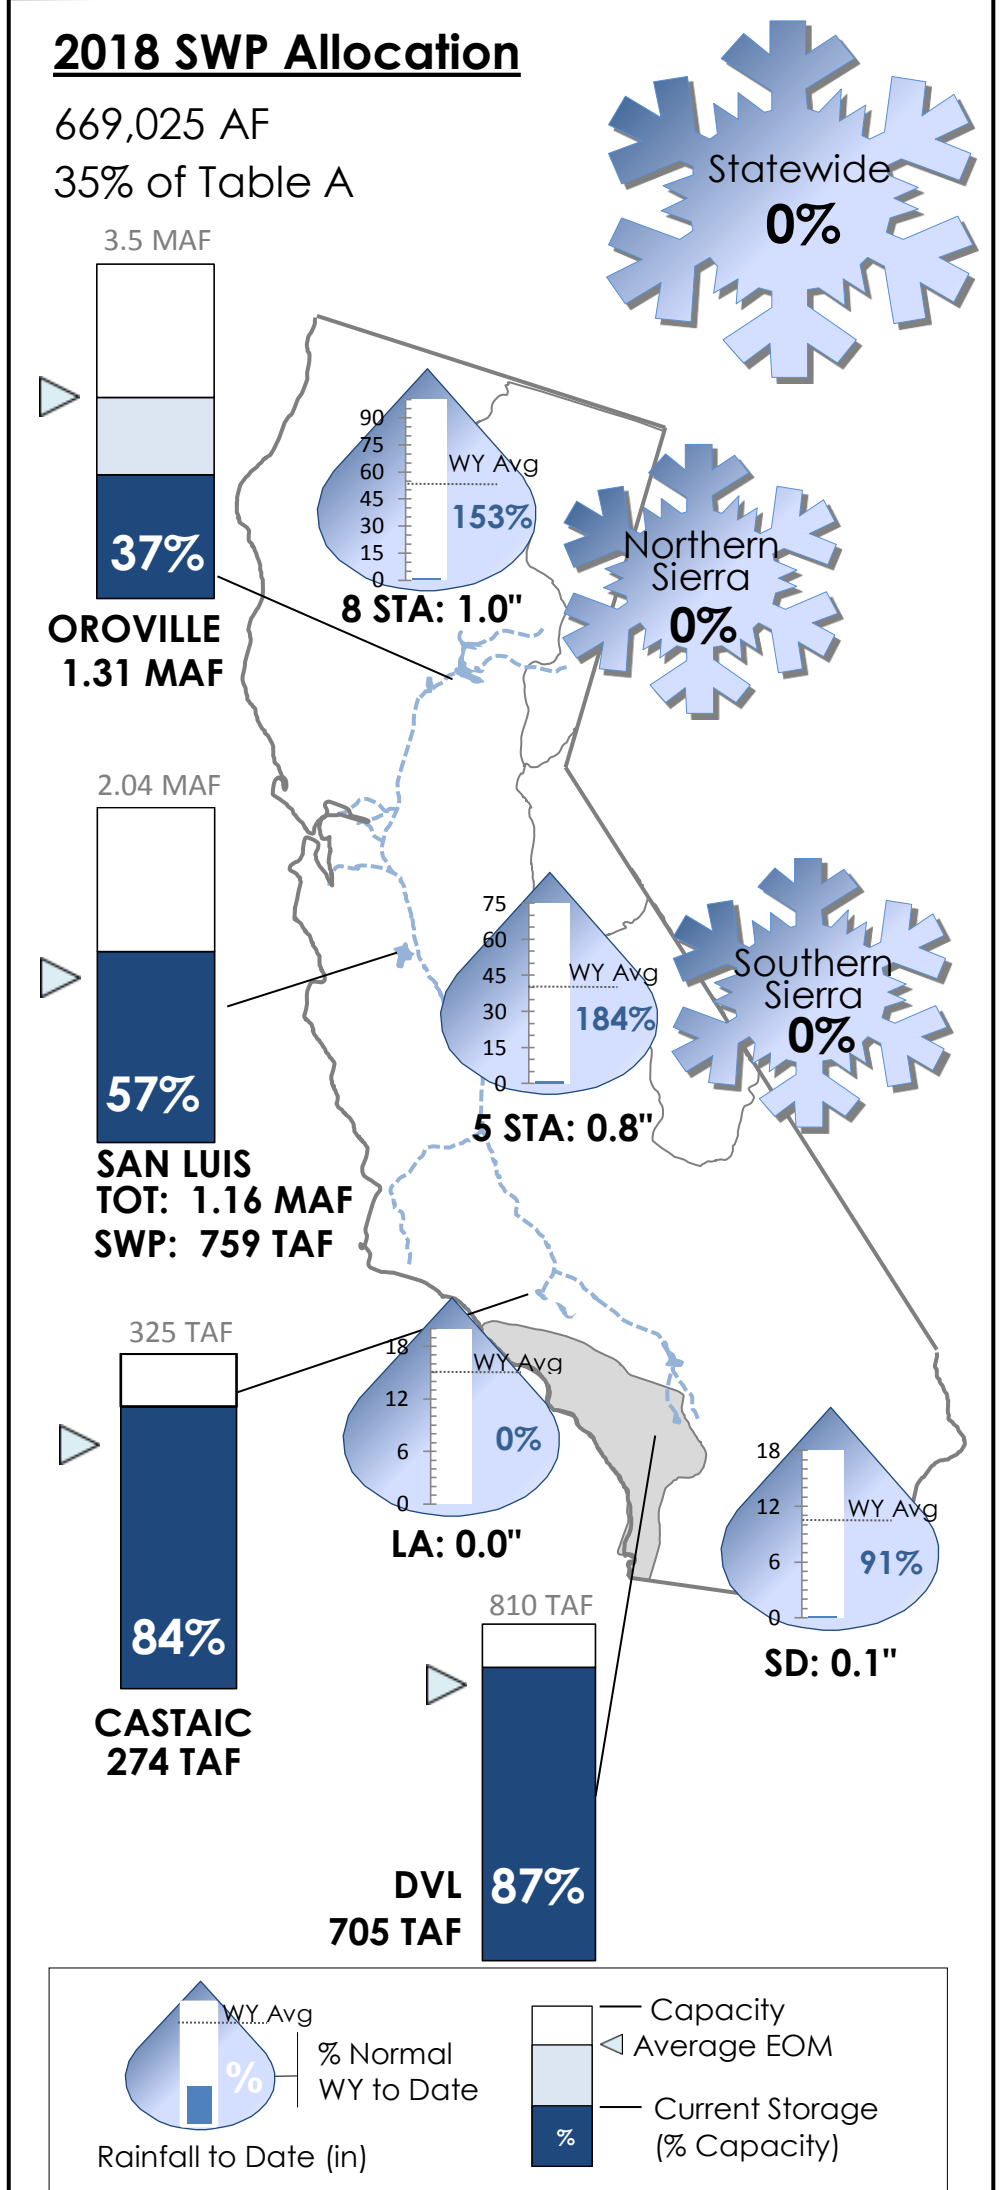 2018 SWP Allocation
669,025 AF
35% of Table A
Statewide
0%
3.5 MAF
37%
OROVILLE
1.31 MAF
90
75
60
45
30
15
0
WY Avg
153%
8 STA: 1.0"
Northern
Sierra
0%
2.04 MAF
57%
SAN LUIS
TOT: 1.16 MAF
SWP: 759 TAF
75
60
45
30
15
0
WY Avg
184%
5 STA: 0.8"
Southern
Sierra
0%
325 TAF
84%
CASTAIC
274 TAF
18
12
6
0
WY Avg
0%
LA: 0.0"
18
12
6
0
WY Avg
91%
SD: 0.1"
810 TAF
87%
DVL
705 TAF
WY Avg
%
% Normal
WY to Date
Rainfall to Date (in)
Capacity
Average EOM
Current Storage
(% Capacity)
%